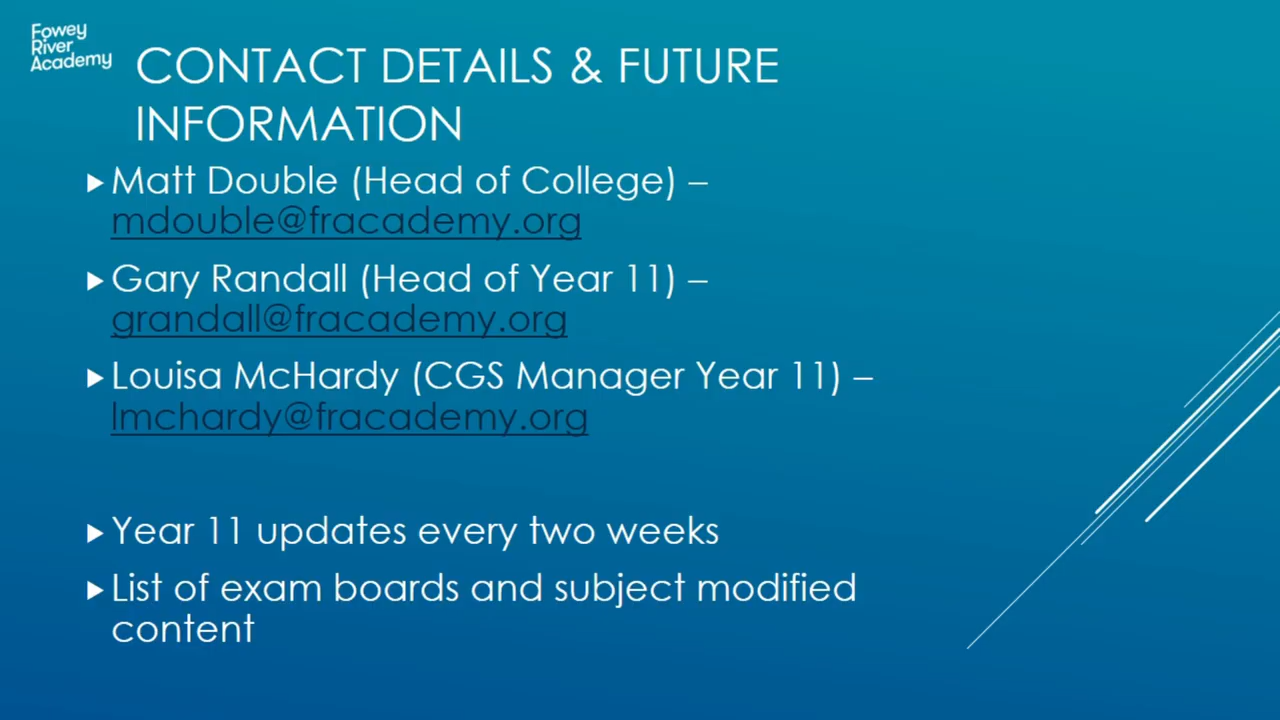 Fowey
River
Academy
CONTACT DETAILS & FUTURE
INFORMATION
Matt Double (Head of College) –
mdouble@fracademy.org
Gary Randall (Head of Year 11) –
grandall@fracademy.org
Louisa McHardy (CGS Manager Year 11) –
lmchardy@fracademy.org
Year 11 updates every two weeks
List of exam boards and subject modified
content